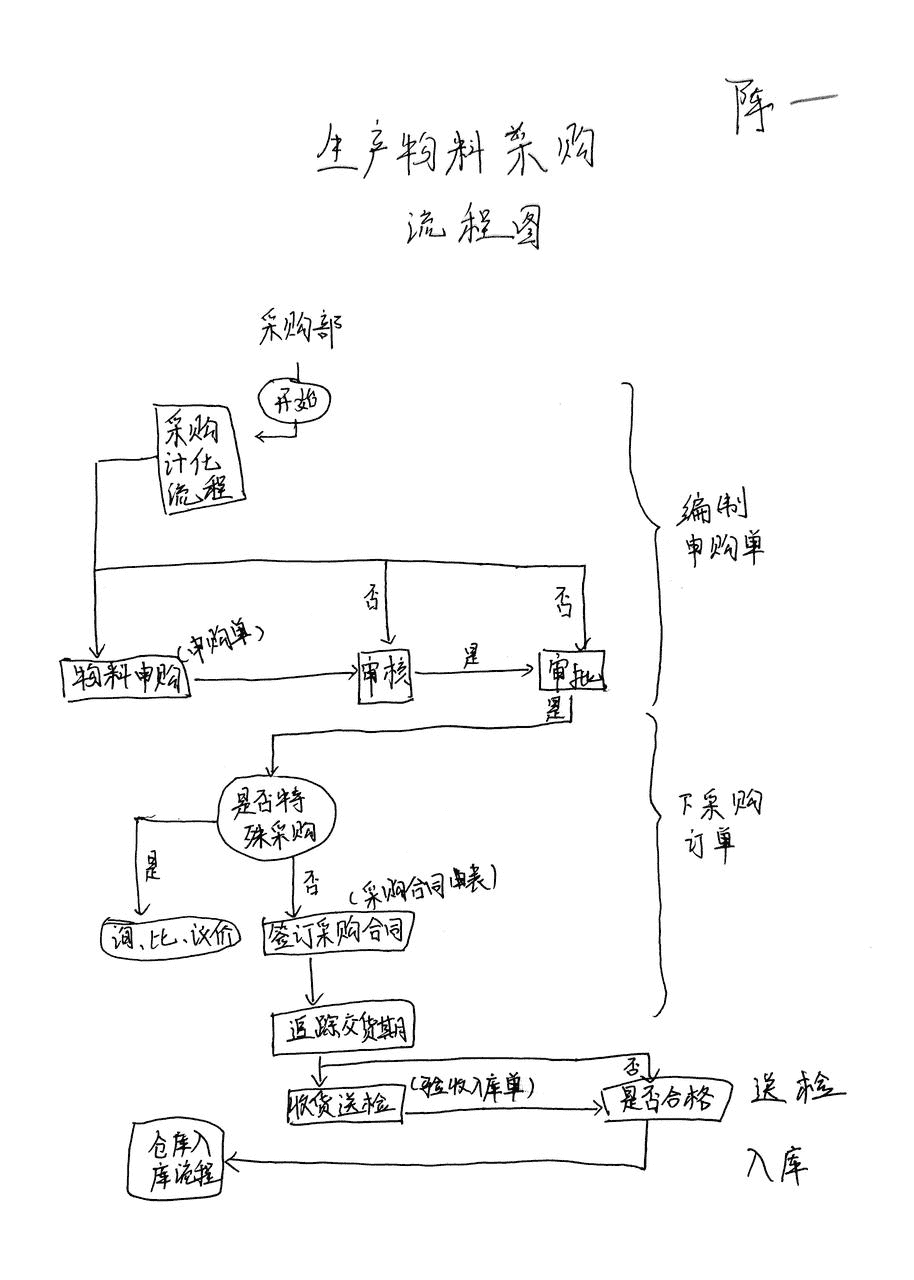 陈一
生产物料采购
流程图
采购部
开始
采购
计化
流程
编制
申购单
否
否
(申购单)
物料申购
审核
是
审批
是
是否特
殊采购
下采购
订单
是
否
(采购合同 表)
询、比、议价
签订采购合同
追踪交货期
否
收货送检
(验收入库单)
是否合格
送检
仓库入
库流程
入库